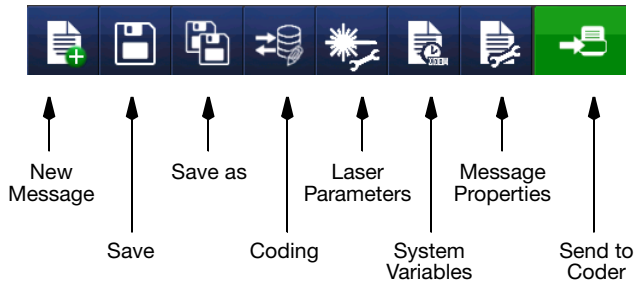 New
Message
Save as
Laser
Parameters
Message
Properties
Save
Coding
System
Variables
Send to
Coder